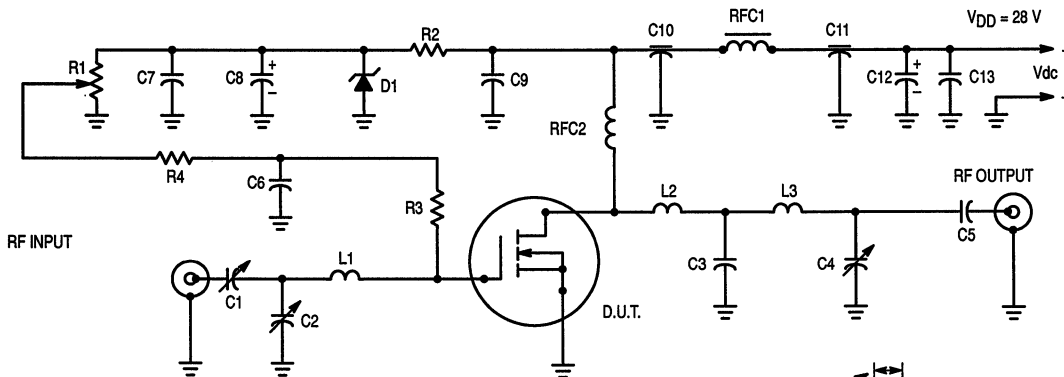 C10
RFC1
C11
V_DD = 28 V
R2
R1
C7
C8
+
–
D1
C9
C12
+
–
C13
Vdc
RFC2
R4
C6
R3
L2
L3
RF OUTPUT
C5
RF INPUT
L1
C3
C4
C1
C2
D.U.T.